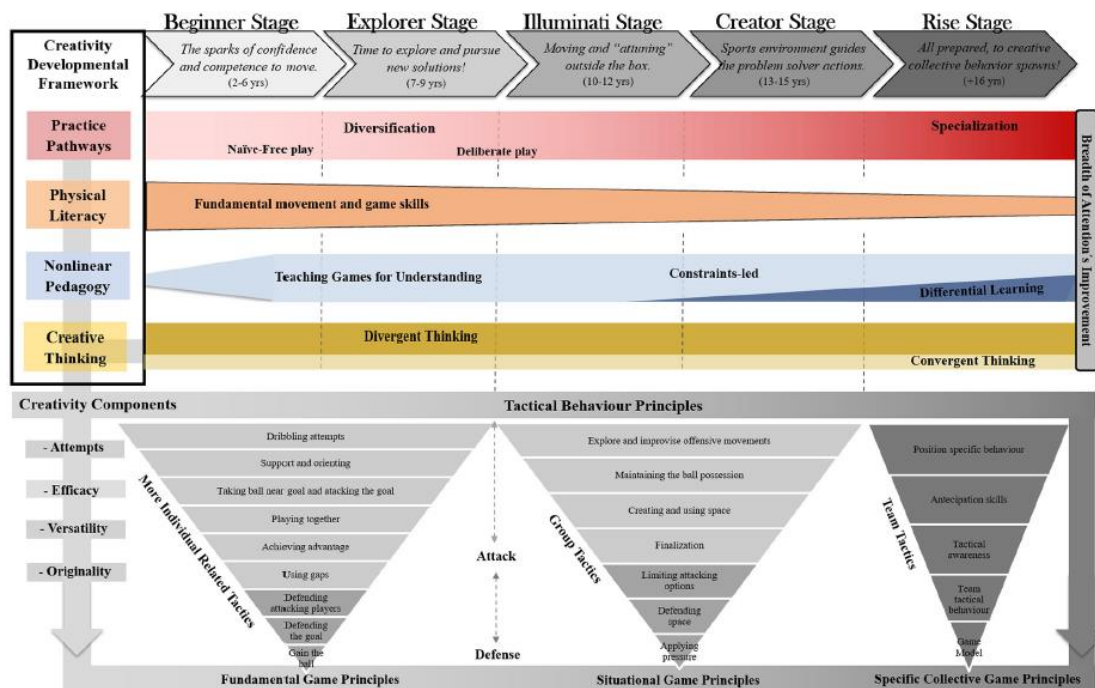 Beginner Stage
Explorer Stage
Illuminati Stage
Creator Stage
Rise Stage
Creativity
Developmental
Framework
The sparks of confidence
and competence to move.
(2-6 yrs)
Time to explore and pursue
new solutions!
(7-9 yrs)
Moving and “attuning”
outside the box.
(10-12 yrs)
Sports environment guides
the problem solver actions.
(13-15 yrs)
All prepared, to creative
collective behavior spawns!
(+16 yrs)
Practice
Pathways
Diversification
Specialization
Naïve-Free play
Deliberate play
Physical
Literacy
Fundamental movement and game skills
Nonlinear
Pedagogy
Teaching Games for Understanding
Constraints-led
Differential Learning
Creative
Thinking
Divergent Thinking
Convergent Thinking
Breadth of Attention's Improvement
Creativity Components
Tactical Behaviour Principles
- Attempts
- Efficacy
- Versatility
- Originality
More Individual Related Tactics
Dribbling attempts
Support and orienting
Taking ball near goal and atacking the goal
Playing together
Achieving advantage
Using gaps
Defending
attacking players
Defending
the goal
Gain the
ball
Attack
Defense
Group Tactics
Explore and improvise offensive movements
Maintaining the ball possession
Creating and using space
Finalization
Limiting attacking
options
Defending
space
Applying
pressure
Team Tactics
Position specific behaviour
Antecipation skills
Tactical
awareness
Team
tactical
behaviour
Game
Model
Fundamental Game Principles
Situational Game Principles
Specific Collective Game Principles